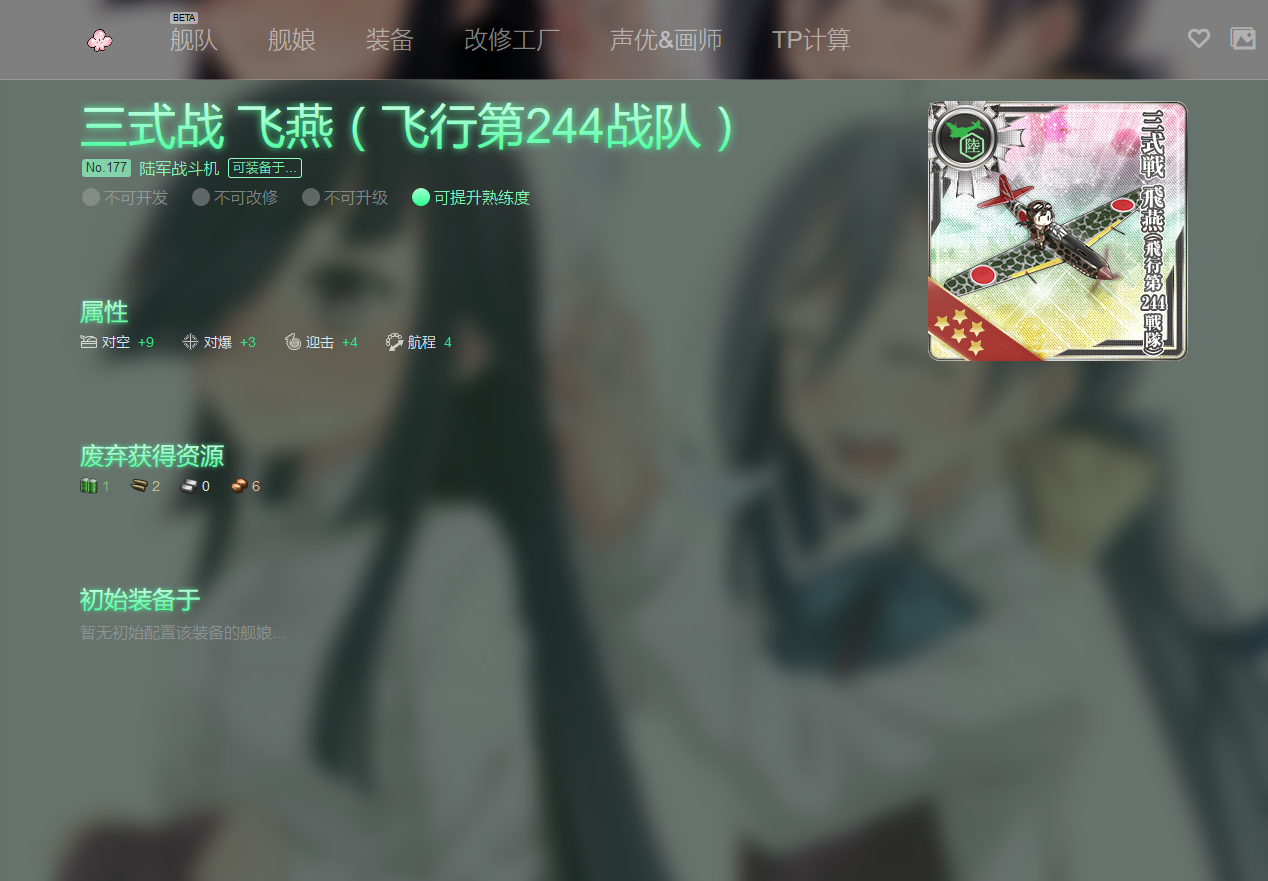 BETA
舰队 舰娘 装备 改修工厂 声优&画师 TP计算
三式战 飞燕（飞行第244战队）
No.177 陆军战斗机 可装备于...
不可开发 不可改修 不可升级 可提升熟练度
陸
三式戦 飛燕(飛行第244戦隊)
属性
对空 +9 对爆 +3 迎击 +4 航程 4
废弃获得资源
1 2 0 6
初始装备于
暂无初始配置该装备的舰娘...